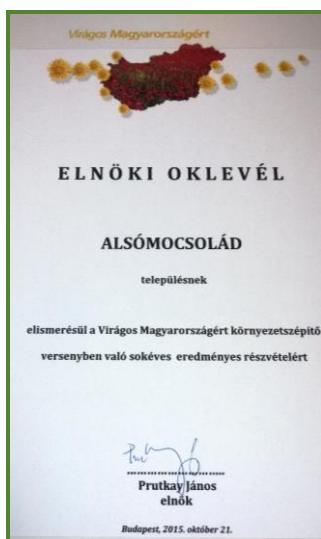 Virágos Magyarországért
ELNÖKI OKLEVÉL
ALSÓMOCSOLÁD
településnek
elismerésül a Virágos Magyarországért környezetszépítő
versenyben való sokéves eredményes részvételért
Prutkay János
elnök
Budapest, 2015. október 21.